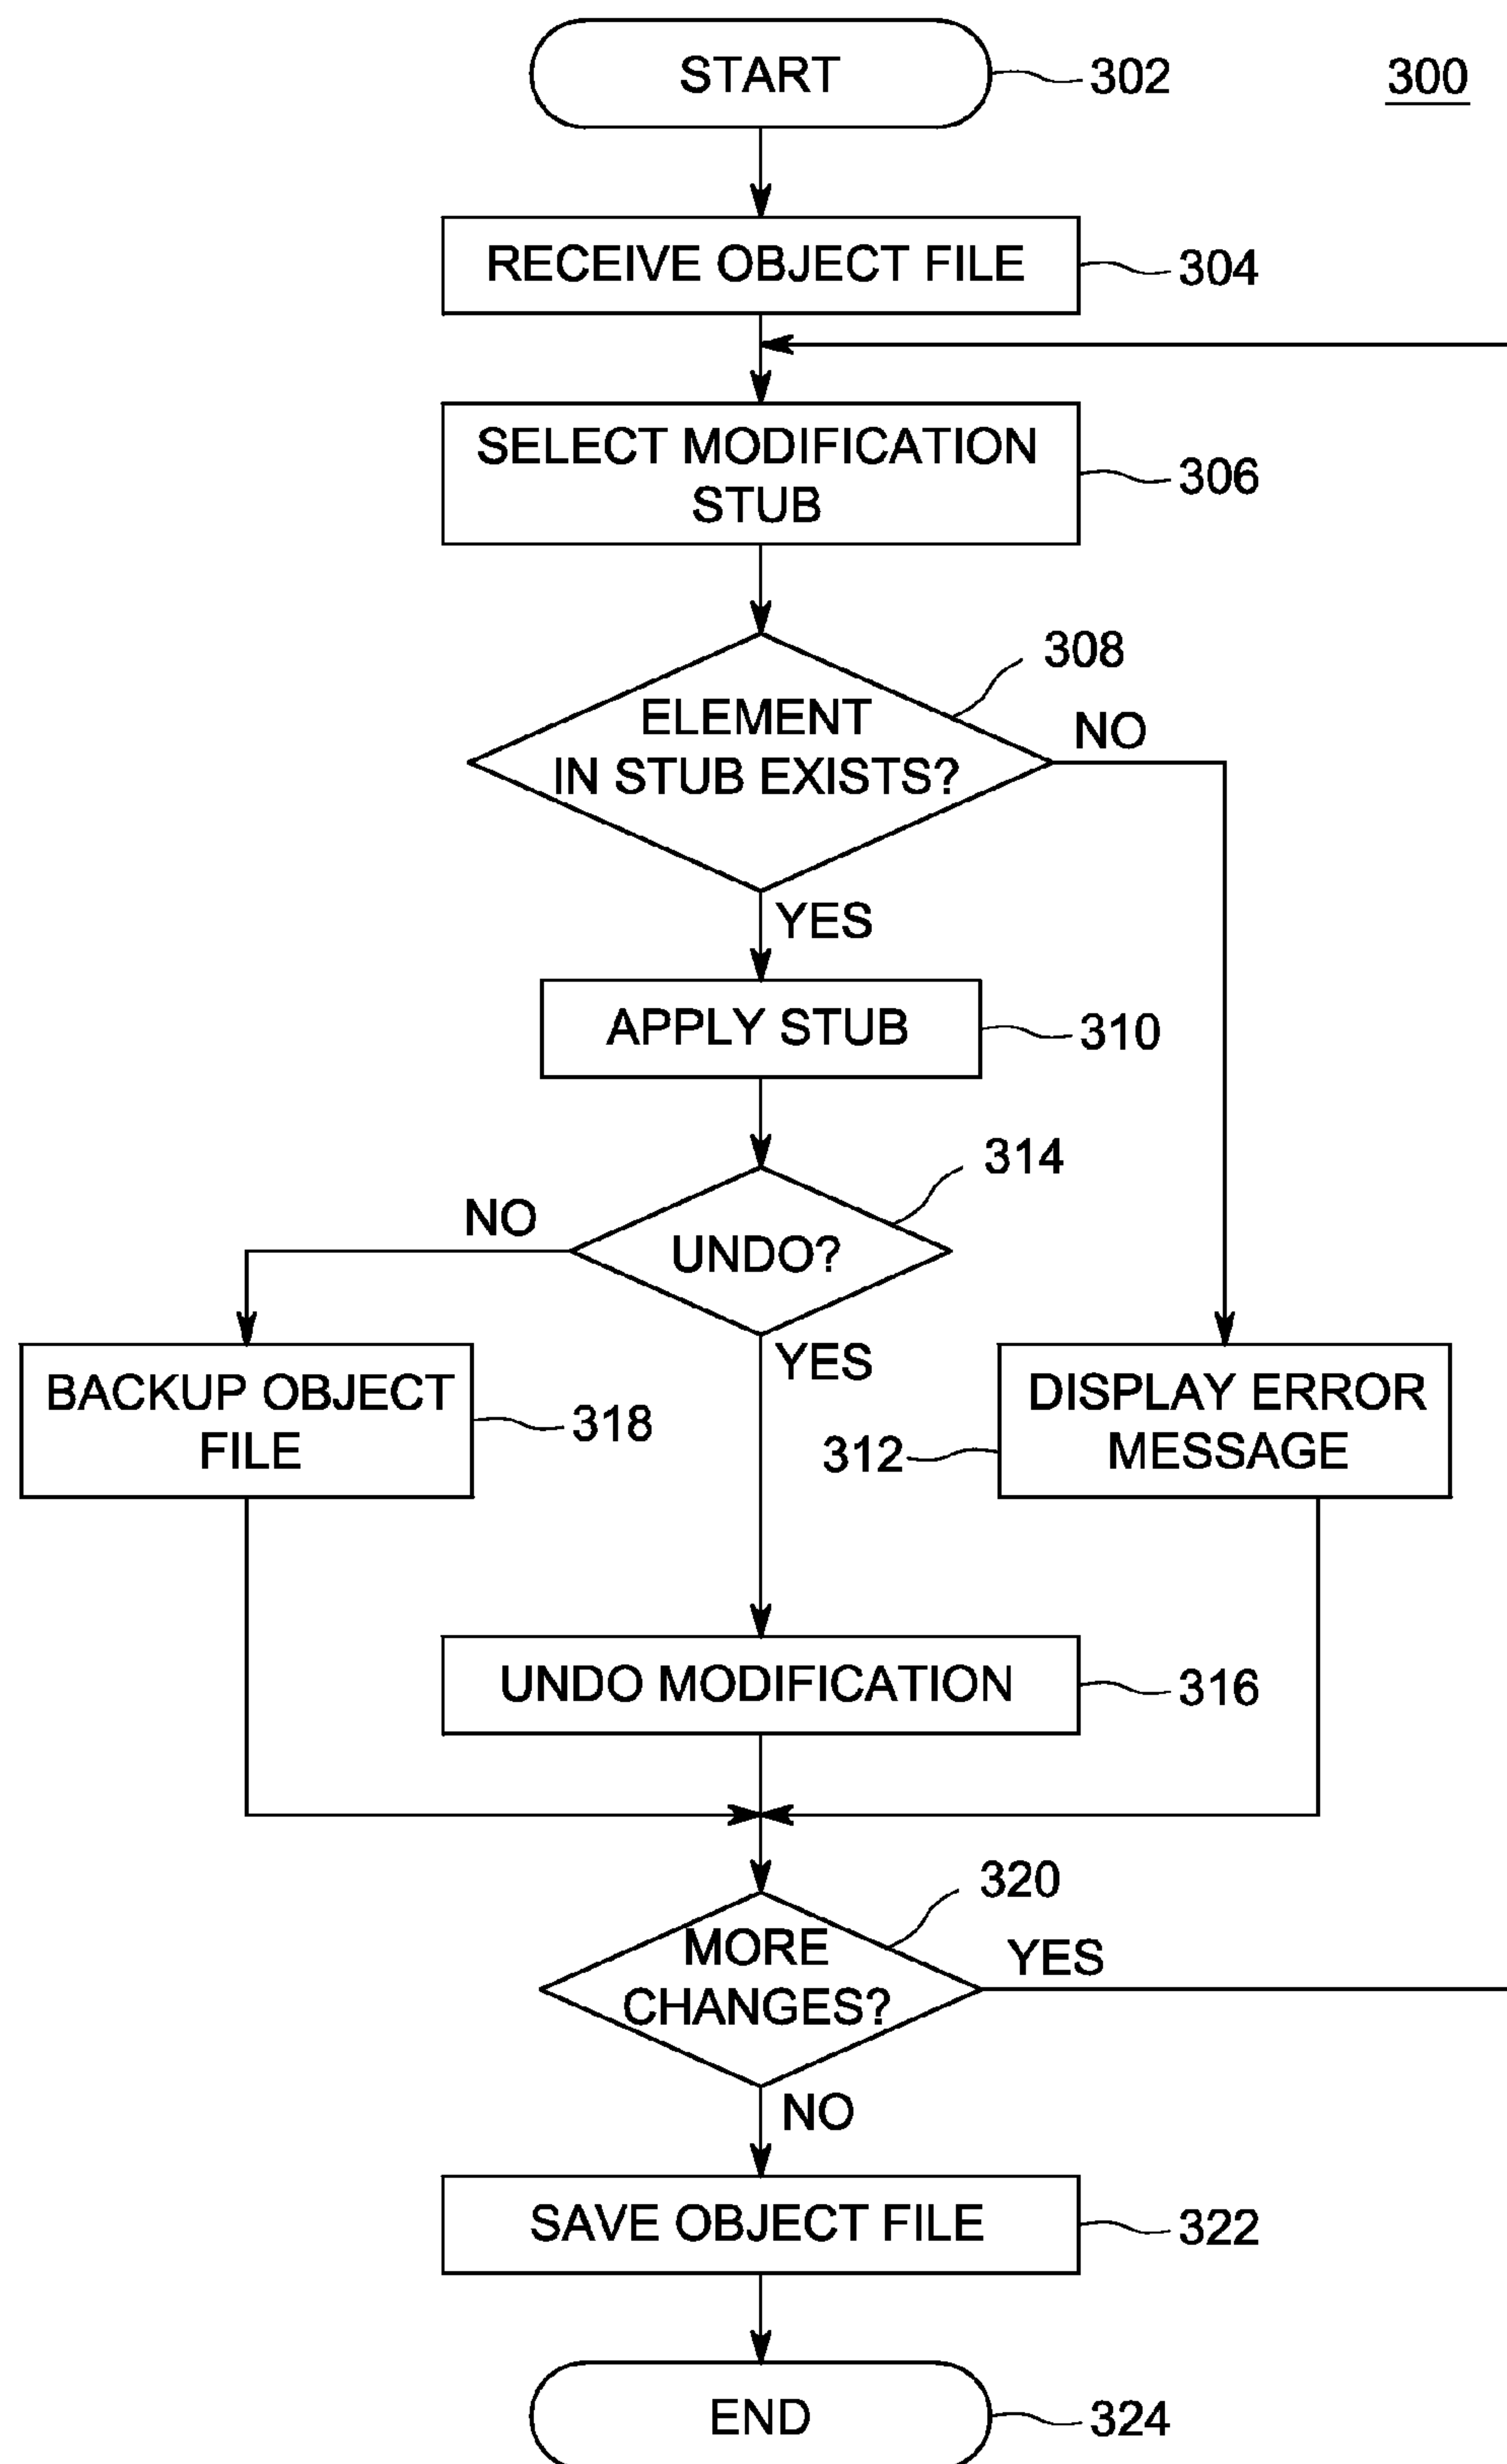 START
302
300
RECEIVE OBJECT FILE
304
SELECT MODIFICATION
STUB
306
308
ELEMENT
IN STUB EXISTS?
NO
YES
APPLY STUB
310
314
NO
UNDO?
YES
BACKUP OBJECT
FILE
318
DISPLAY ERROR
MESSAGE
312
UNDO MODIFICATION
316
320
MORE
CHANGES?
YES
NO
SAVE OBJECT FILE
322
END
324